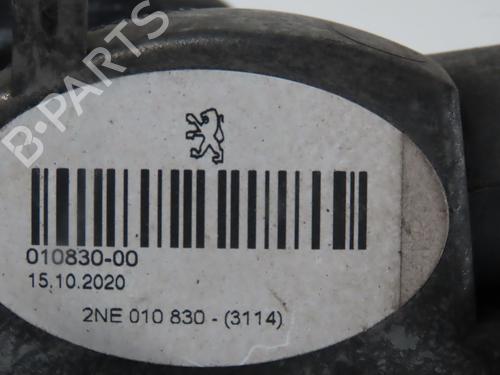 B-PARTS
010830-00
15.10.2020
2NE 010 830 - (3114)